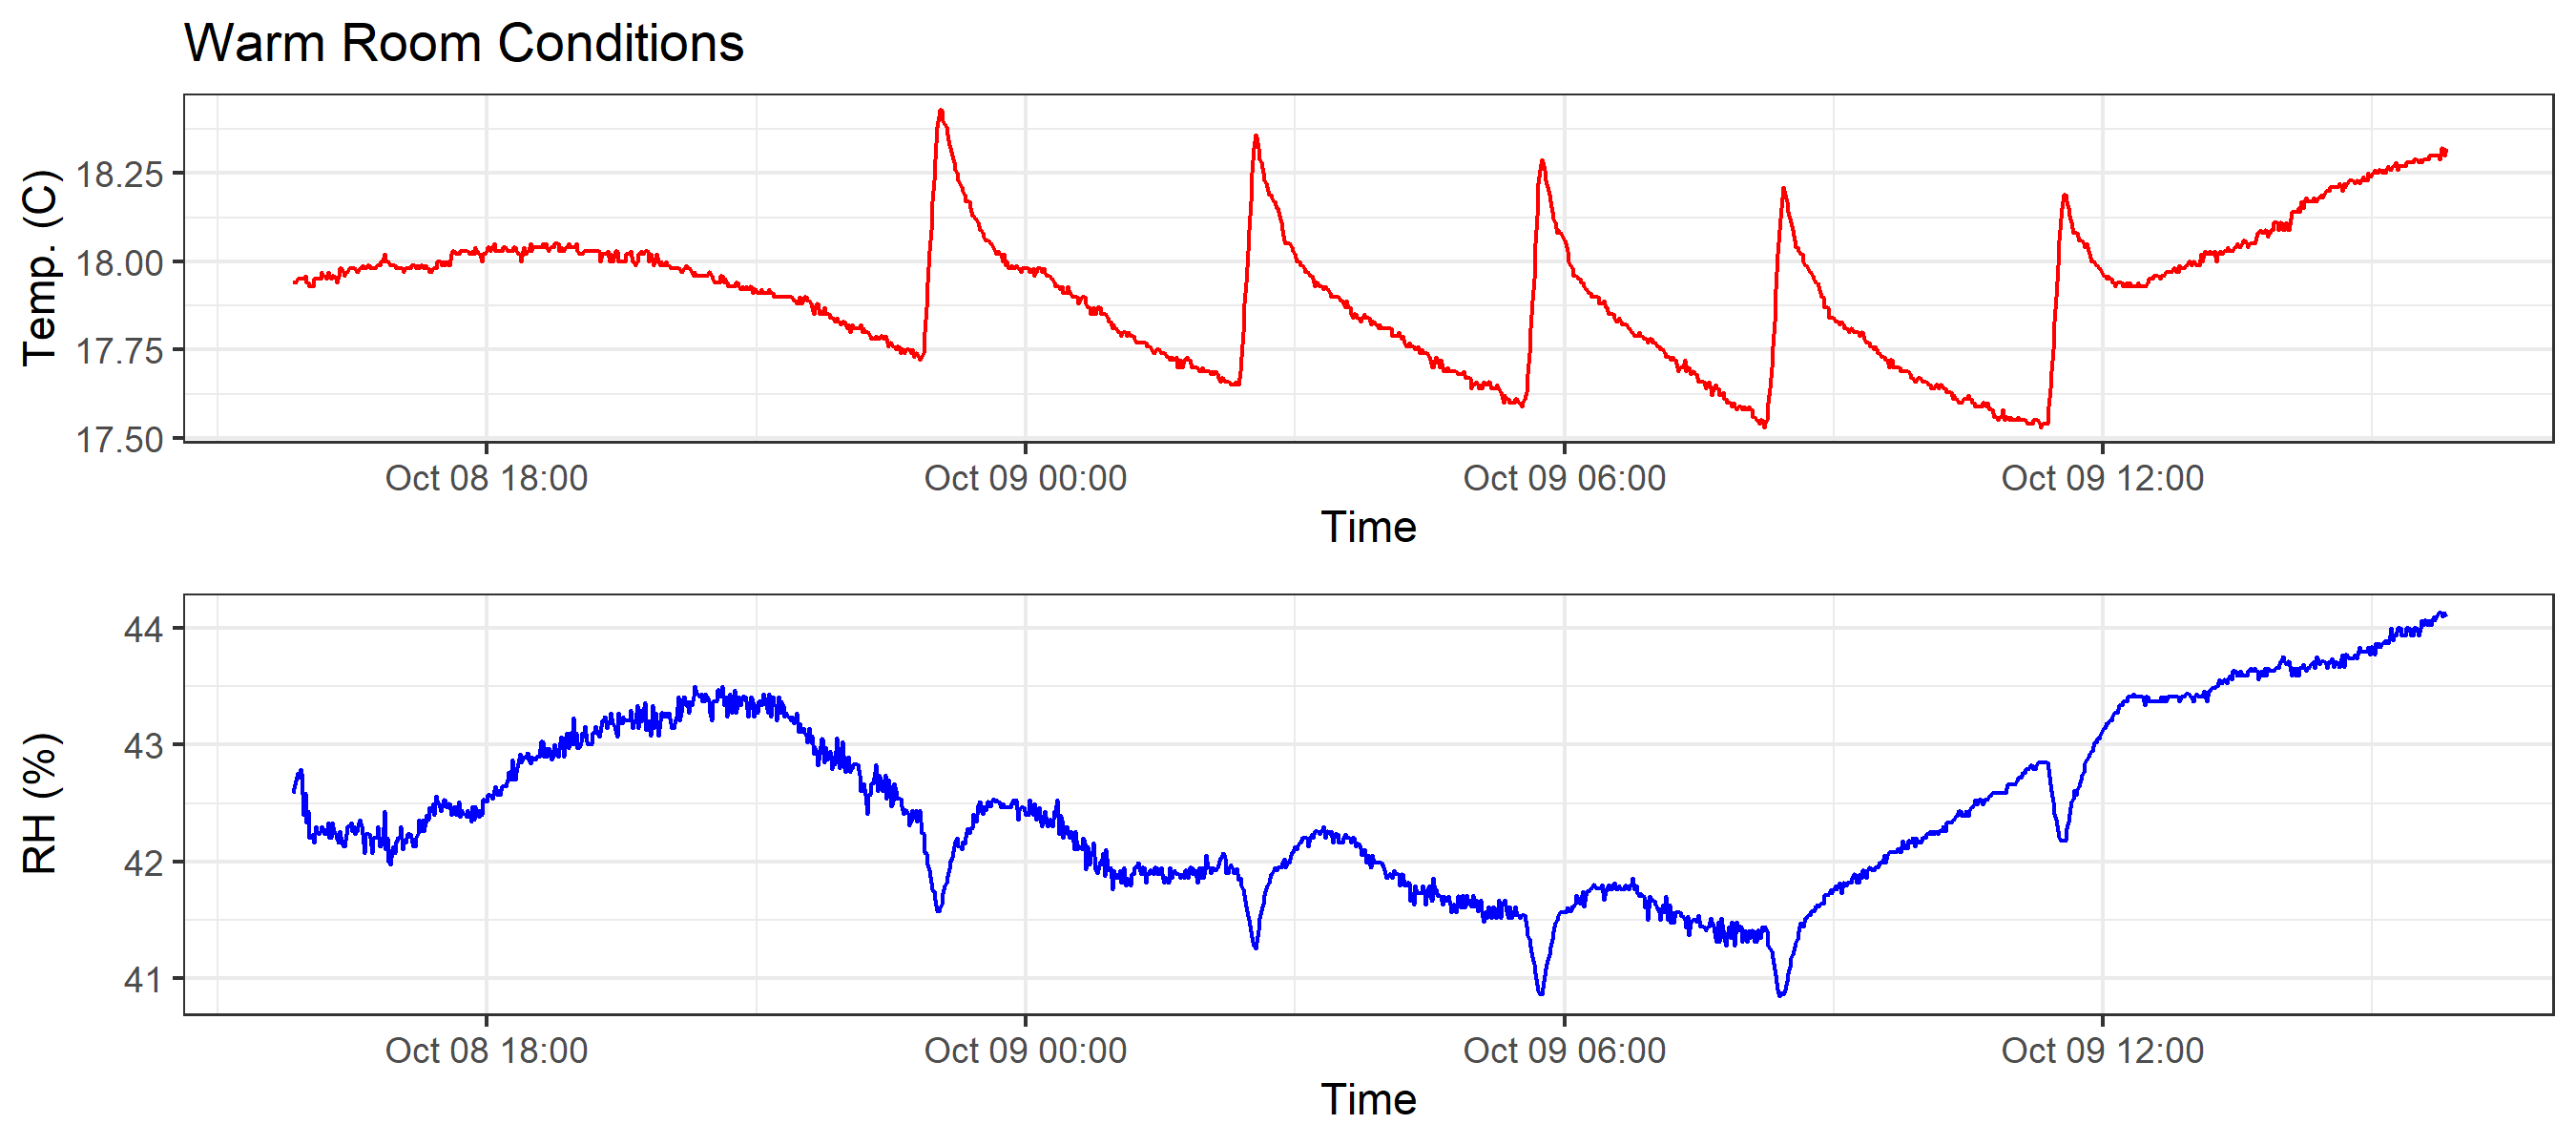 Warm Room Conditions
Temp. (C)
18.25
18.00
17.75
17.50
Oct 08 18:00 Oct 09 00:00 Oct 09 06:00 Oct 09 12:00
Time
RH (%)
44
43
42
41
Oct 08 18:00 Oct 09 00:00 Oct 09 06:00 Oct 09 12:00
Time